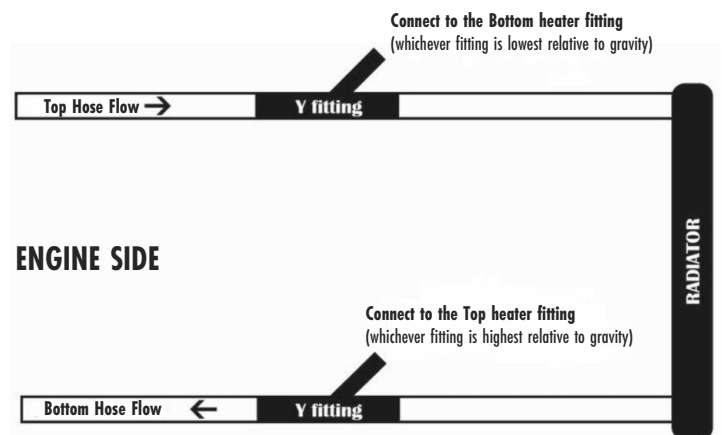 Connect to the Bottom heater fitting
(whichever fitting is lowest relative to gravity)
Top Hose Flow →
Y fitting
ENGINE SIDE
RADIATOR
Connect to the Top heater fitting
(whichever fitting is highest relative to gravity)
Bottom Hose Flow ←
Y fitting